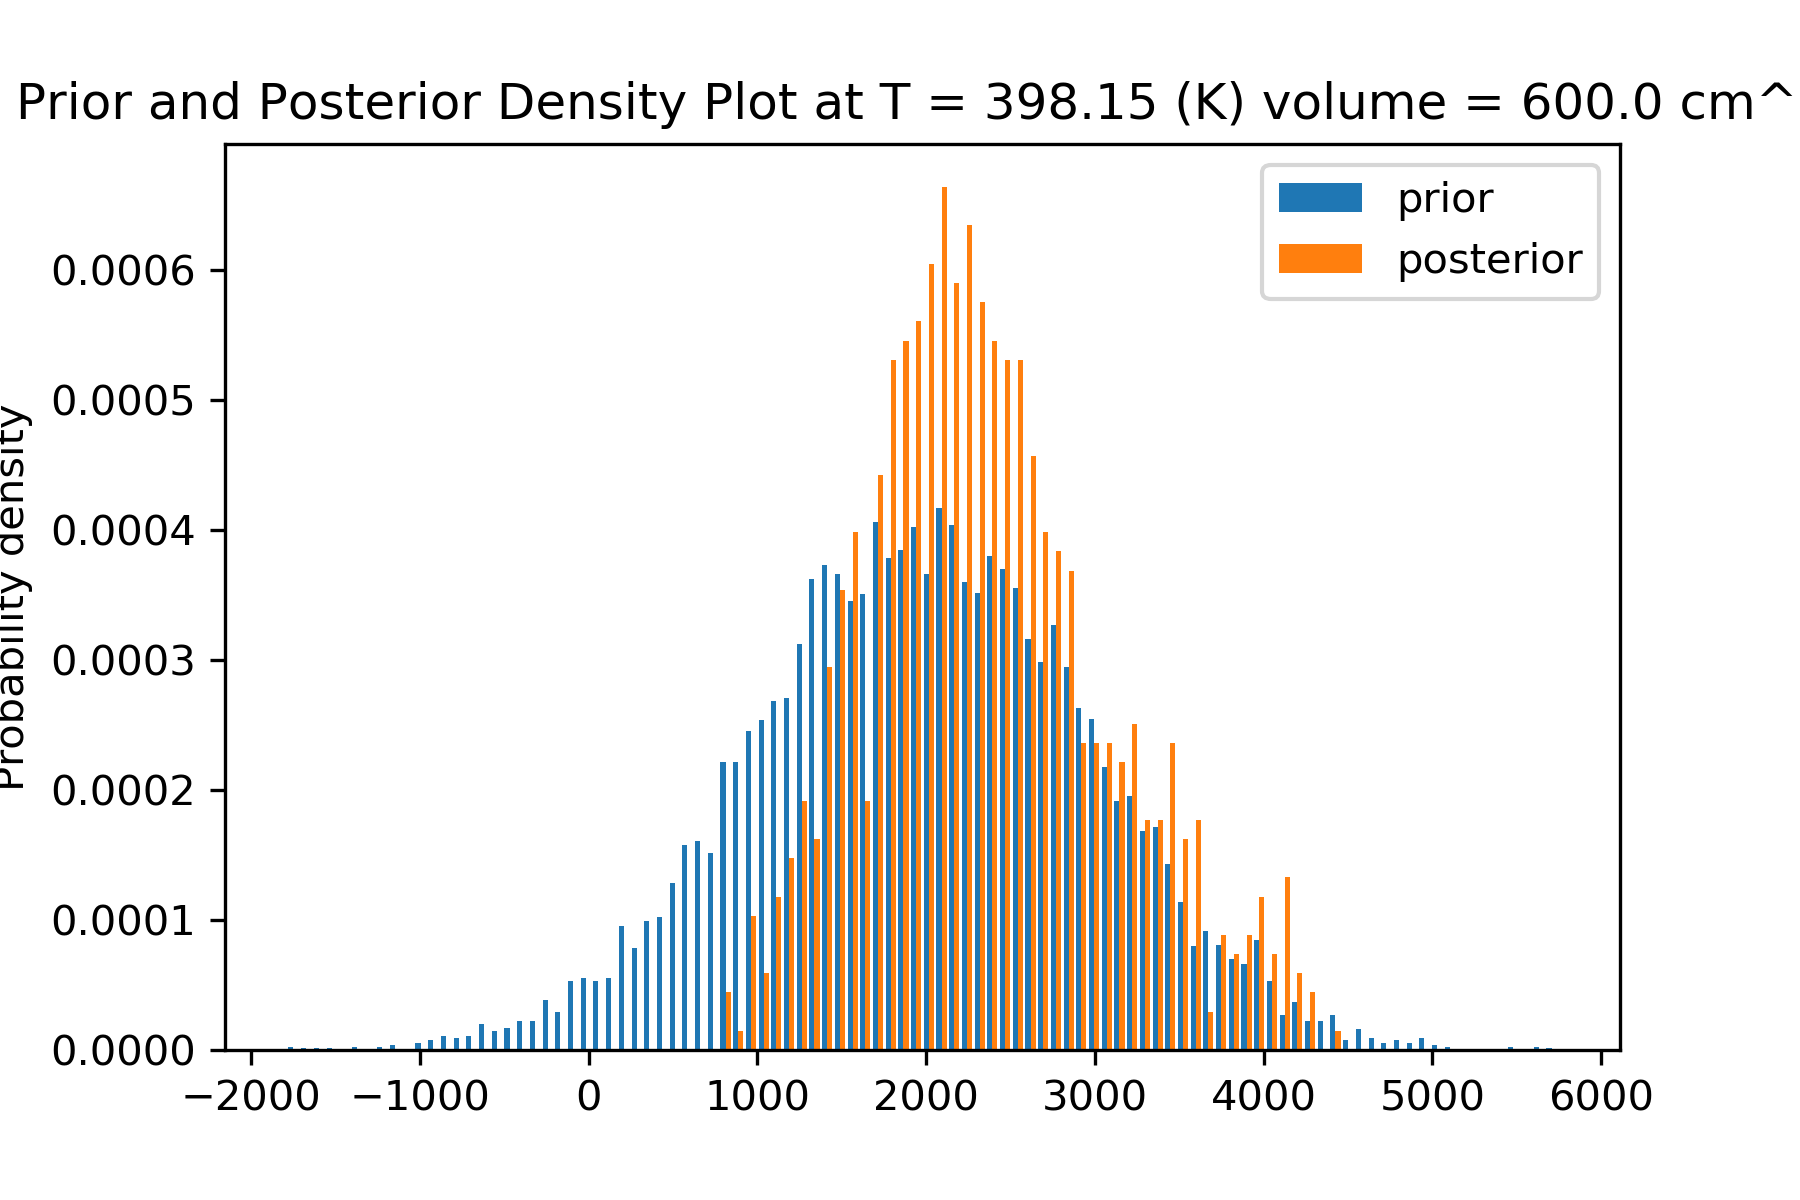 Prior and Posterior Density Plot at T = 398.15 (K) volume = 600.0 cm^
prior
posterior
Probability density
0.0006
0.0005
0.0004
0.0003
0.0002
0.0001
0.0000
−2000 −1000 0 1000 2000 3000 4000 5000 6000